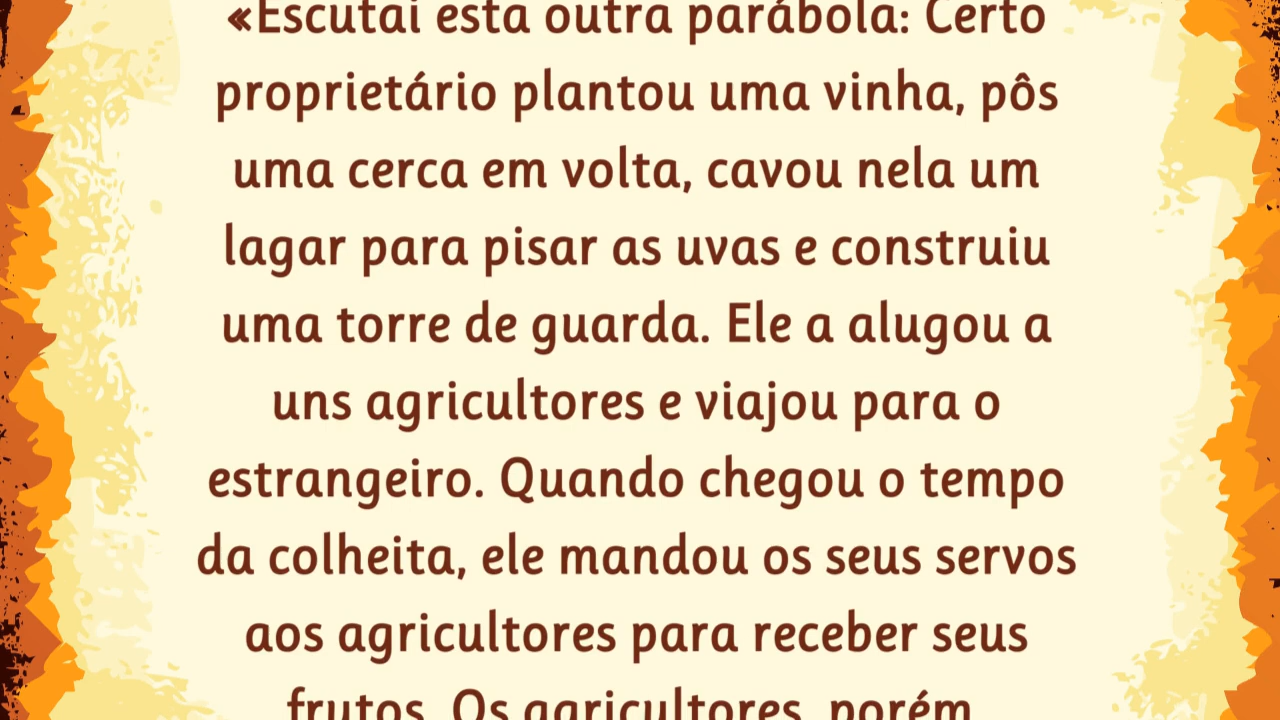 «Escutai esta outra parábola: Certo
proprietário plantou uma vinha, pôs
uma cerca em volta, cavou nela um
lagar para pisar as uvas e construiu
uma torre de guarda. Ele a alugou a
uns agricultores e viajou para o
estrangeiro. Quando chegou o tempo
da colheita, ele mandou os seus servos
aos agricultores para receber seus
frutos. Os agricultores, porém,